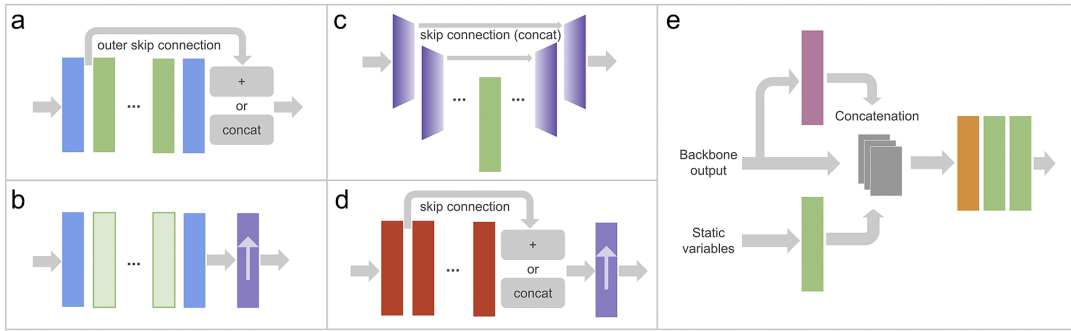 a
outer skip connection
+
or
concat
...
b
...
c
skip connection (concat)
...
...
d
skip connection
+
or
concat
...
e
Concatenation
Backbone
output
Static
variables